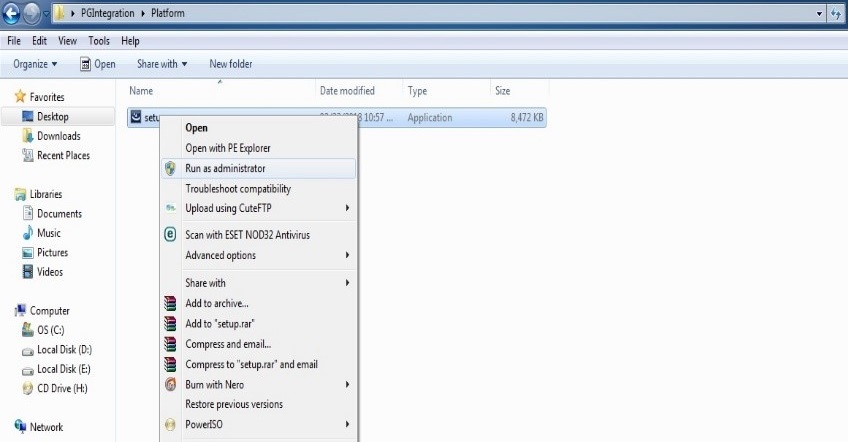 PGIntegration Platform
File Edit View Tools Help
Organize Open Share with New folder
Name Date modified Type Size
Favorites
Desktop
Downloads
Recent Places
Libraries
Documents
Music
Pictures
Videos
Computer
OS (C:)
Local Disk (D:)
Local Disk (E:)
CD Drive (H:)
Network
10:57 ... Application 8,472 KB
Open
Open with PE Explorer
Run as administrator
Troubleshoot compatibility
Upload using CuteFTP
Scan with ESET NOD32 Antivirus
Advanced options
Share with
Add to archive...
Add to "setup.rar"
Compress and email...
Compress to "setup.rar" and email
Burn with Nero
Restore previous versions
PowerISO